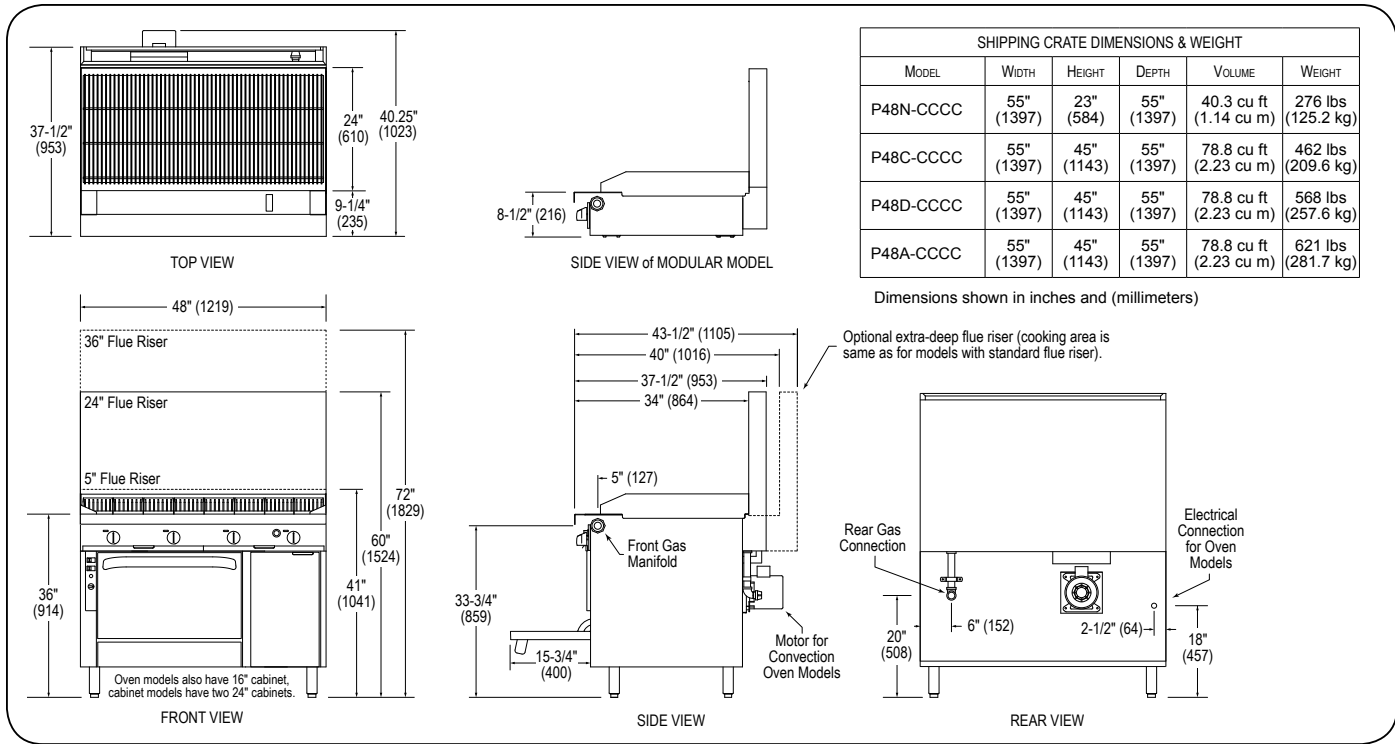 37-1/2"
(953)
24"
(610)
40.25"
(1023)
9-1/4"
(235)
TOP VIEW
8-1/2" (216)
SIDE VIEW of MODULAR MODEL
SHIPPING CRATE DIMENSIONS & WEIGHT
MODEL WIDTH HEIGHT DEPTH VOLUME WEIGHT
P48N-CCCC 55" (1397) 23" (584) 55" (1397) 40.3 cu ft (1.14 cu m) 276 lbs (125.2 kg)
P48C-CCCC 55" (1397) 45" (1143) 55" (1397) 78.8 cu ft (2.23 cu m) 462 lbs (209.6 kg)
P48D-CCCC 55" (1397) 45" (1143) 55" (1397) 78.8 cu ft (2.23 cu m) 568 lbs (257.6 kg)
P48A-CCCC 55" (1397) 45" (1143) 55" (1397) 78.8 cu ft (2.23 cu m) 621 lbs (281.7 kg)
Dimensions shown in inches and (millimeters)
48" (1219)
36" Flue Riser
24" Flue Riser
5" Flue Riser
72"
(1829)
60"
(1524)
41"
(1041)
36"
(914)
Oven models also have 16" cabinet,
cabinet models have two 24" cabinets.
FRONT VIEW
43-1/2" (1105)
40" (1016)
37-1/2" (953)
34" (864)
Optional extra-deep flue riser (cooking area is
same as for models with standard flue riser).
5" (127)
Front Gas
Manifold
33-3/4"
(859)
15-3/4"
(400)
Motor for
Convection
Oven Models
SIDE VIEW
Rear Gas
Connection
Electrical
Connection
for Oven
Models
20"
(508)
6" (152)
2-1/2" (64)
18"
(457)
REAR VIEW